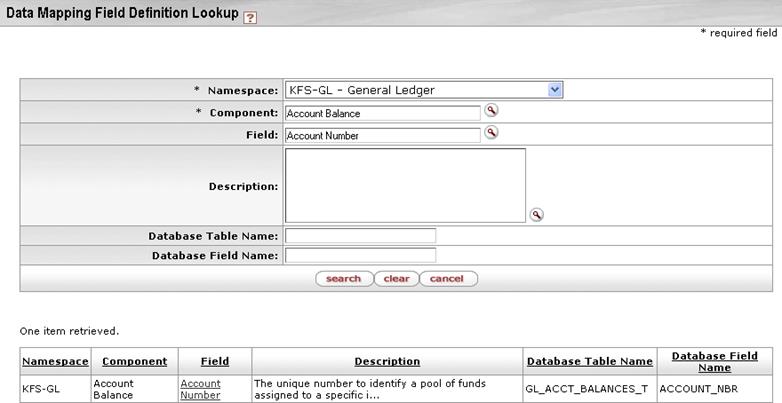 Data Mapping Field Definition Lookup ?
* required field
* Namespace: KFS-GL - General Ledger
* Component: Account Balance
Field: Account Number
Description:
Database Table Name:
Database Field Name:
search clear cancel
One item retrieved.
Namespace Component Field Description Database Table Name Database Field Name
KFS-GL Account Balance Account Number The unique number to identify a pool of funds assigned to a specific i... GL_ACCT_BALANCES_T ACCOUNT_NBR